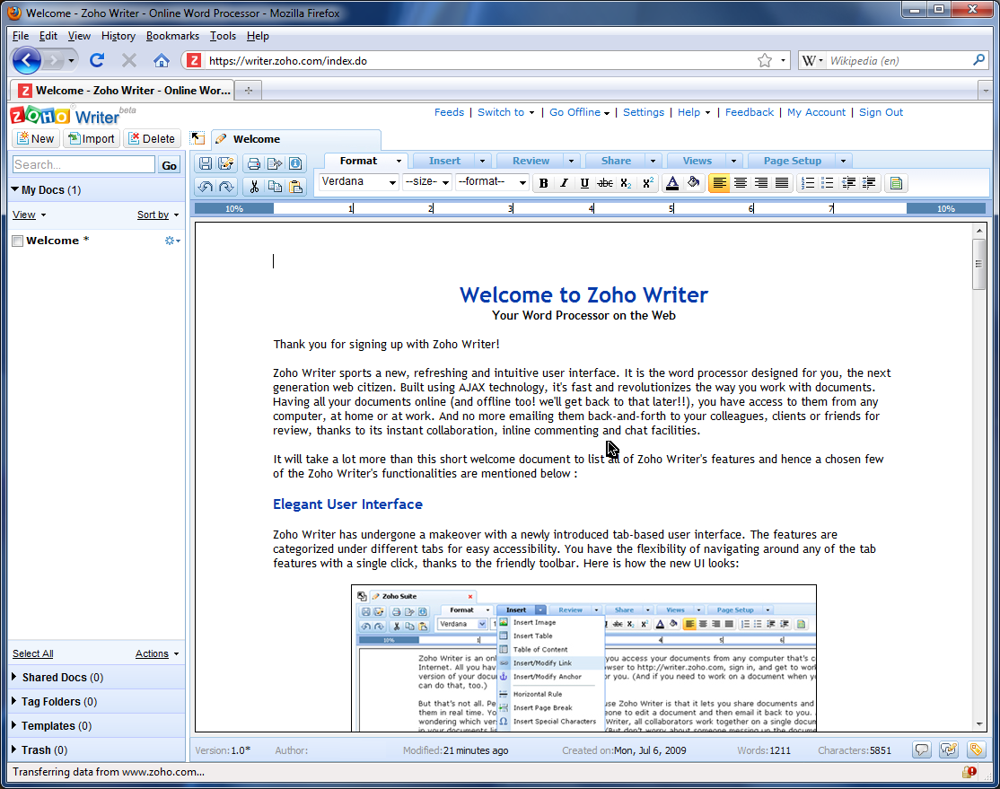 Welcome - Zoho Writer - Online Word Processor - Mozilla Firefox
File Edit View History Bookmarks Tools Help
https://writer.zoho.com/index.do
W Wikipedia (en)
Z Welcome - Zoho Writer - Online Wor...
ZOHO Writer beta
Feeds | Switch to | Go Offline | Settings | Help | Feedback | My Account | Sign Out
New Import Delete
Welcome
Search... Go
Format Insert Review Share Views Page Setup
Verdana --size-- --format-- B I U abc X2 X2 A
My Docs (1)
10% 1 2 3 4 5 6 7 10%
View Sort by
Welcome *
Welcome to Zoho Writer
Your Word Processor on the Web
Thank you for signing up with Zoho Writer!
Zoho Writer sports a new, refreshing and intuitive user interface. It is the word processor designed for you, the next
generation web citizen. Built using AJAX technology, it's fast and revolutionizes the way you work with documents.
Having all your documents online (and offline too! we'll get back to that later!!), you have access to them from any
computer, at home or at work. And no more emailing them back-and-forth to your colleagues, clients or friends for
review, thanks to its instant collaboration, inline commenting and chat facilities.
It will take a lot more than this short welcome document to list all of Zoho Writer's features and hence a chosen few
of the Zoho Writer's functionalities are mentioned below :
Elegant User Interface
Zoho Writer has undergone a makeover with a newly introduced tab-based user interface. The features are
categorized under different tabs for easy accessibility. You have the flexibility of navigating around any of the tab
features with a single click, thanks to the friendly toolbar. Here is how the new UI looks:
Zoho Suite
Format Insert Review Share Views Page Setup
Verdana
10% 1 4 5 6
Insert Image
Insert Table
Table of Content
Insert/Modify Link
Insert/Modify Anchor
Horizontal Rule
Insert Page Break
Insert Special Characters
Zoho Writer is an onl you access your documents from any computer that's c
Internet. All you hav wser to http://writer.zoho.com, sign in, and get to work
version of your docu r you. (And if you need to work on a document when y
can do that, too.)
But that's not all. Pe use Zoho Writer is that it lets you share documents and
them in real time. Yo one to edit a document and then email it back to you.
wondering which ver Writer, all collaborators work together on a single docu
in your documents lis (But don't worry about someone messing up the docum
Select All Actions
Shared Docs (0)
Tag Folders (0)
Templates (0)
Trash (0)
Version:1.0* Author: Modified:21 minutes ago Created on:Mon, Jul 6, 2009 Words:1211 Characters:5851
Transferring data from www.zoho.com...